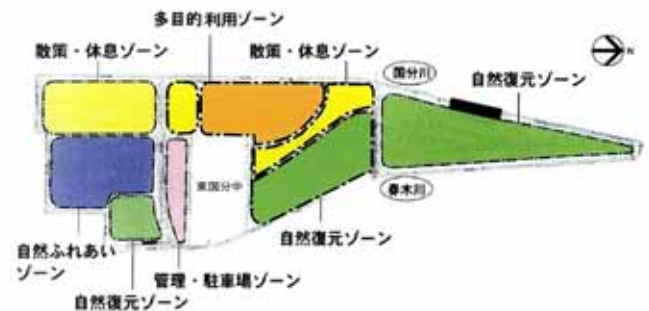 多目的利用ゾーン
散策・休息ゾーン
散策・休息ゾーン
国分川
N
自然復元ゾーン
東国分中
春木川
自然復元ゾーン
自然ふれあい
ゾーン
管理・駐車場ゾーン
自然復元ゾーン